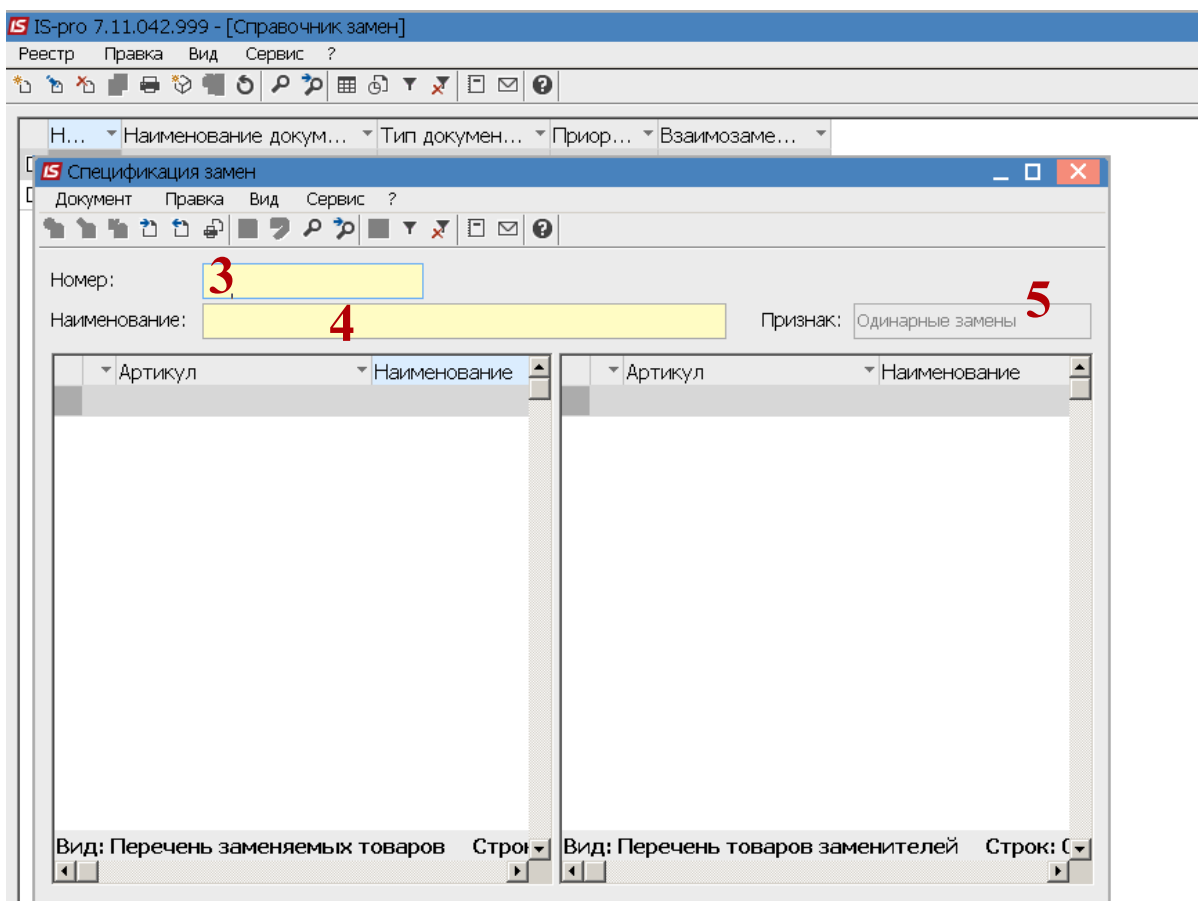 IS IS-pro 7.11.042.999 - [Справочник замен]
Реестр Правка Вид Сервис ?
Н... Наименование докум... Тип докумен... Приор... Взаимозаме...
IS Спецификация замен
Документ Правка Вид Сервис ?
Номер: 3
Наименование: 4 Признак: Одинарные замены 5
Артикул Наименование Артикул Наименование
Вид: Перечень заменяемых товаров Вид: Перечень товаров заменителей Строк: